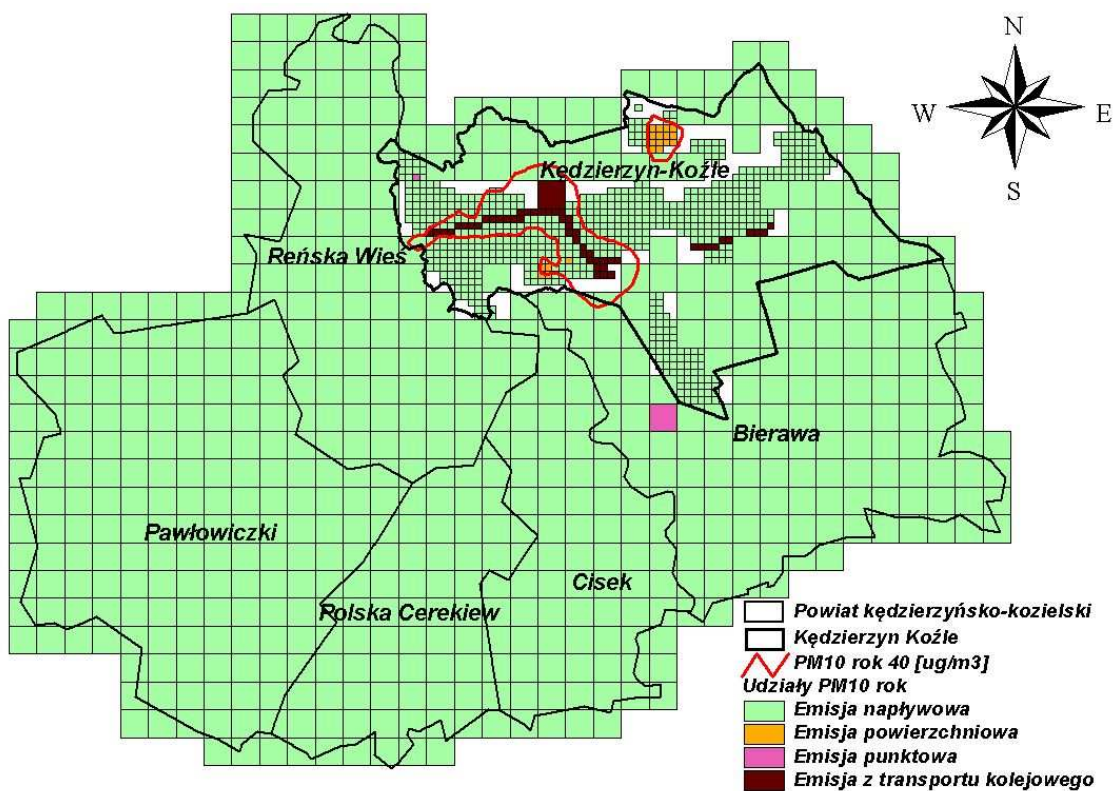 N
W
E
S
Kędzierzyn-Koźle
Reńska Wieś
Bierawa
Pawłowiczki
Cisek
Polska Cerekiew
Powiat kędzierzyńsko-kozielski
Kędzierzyn Koźle
PM10 rok 40 [ug/m3]
Udziały PM10 rok
Emisja napływowa
Emisja powierzchniowa
Emisja punktowa
Emisja z transportu kolejowego